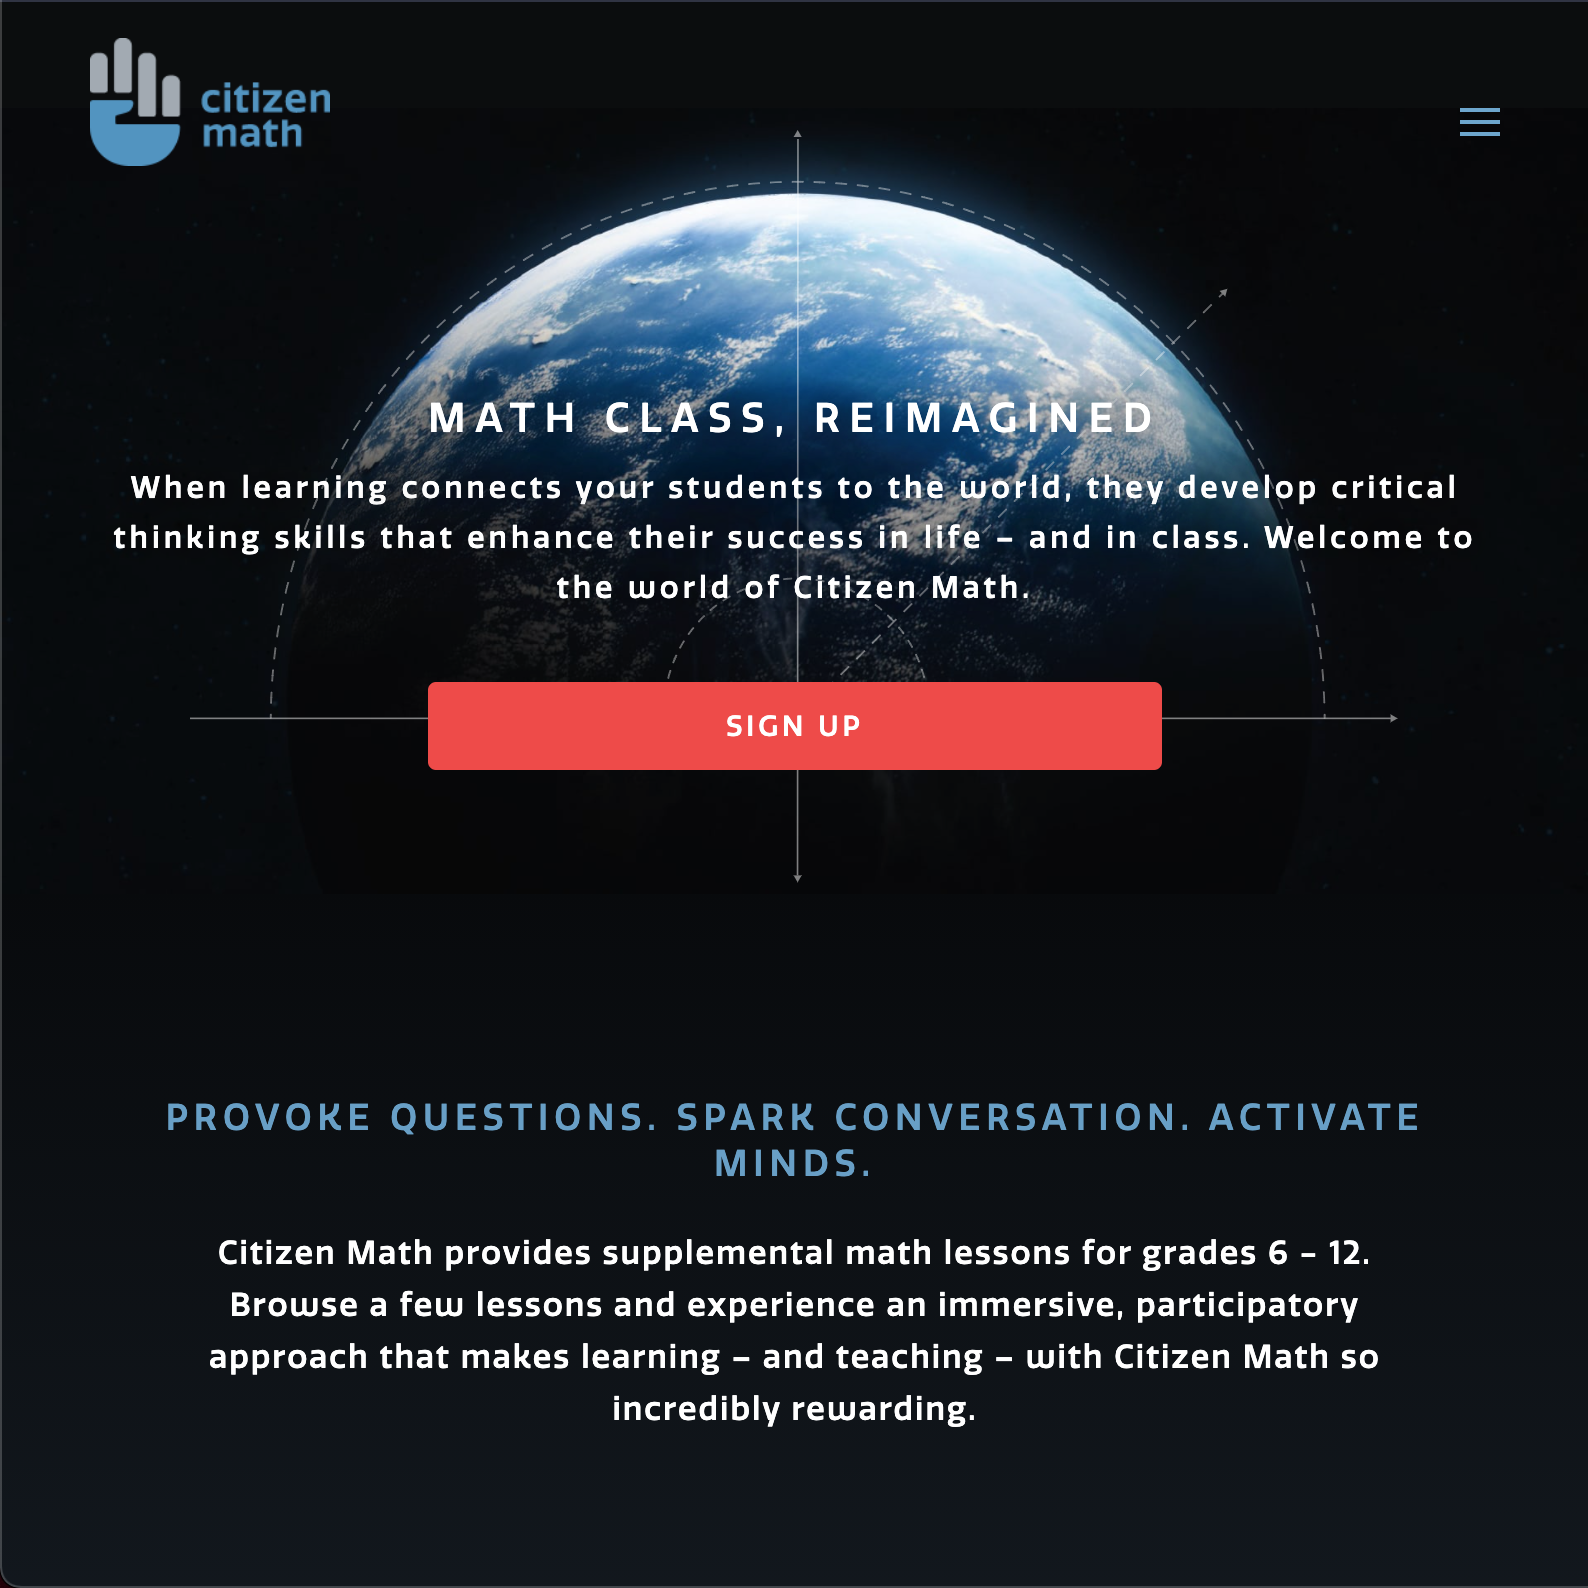 citizen
math
MATH CLASS, REIMAGINED
When learning connects your students to the world, they develop critical
thinking skills that enhance their success in life – and in class. Welcome to
the world of Citizen Math.
SIGN UP
PROVOKE QUESTIONS. SPARK CONVERSATION. ACTIVATE
MINDS.
Citizen Math provides supplemental math lessons for grades 6 – 12.
Browse a few lessons and experience an immersive, participatory
approach that makes learning – and teaching – with Citizen Math so
incredibly rewarding.